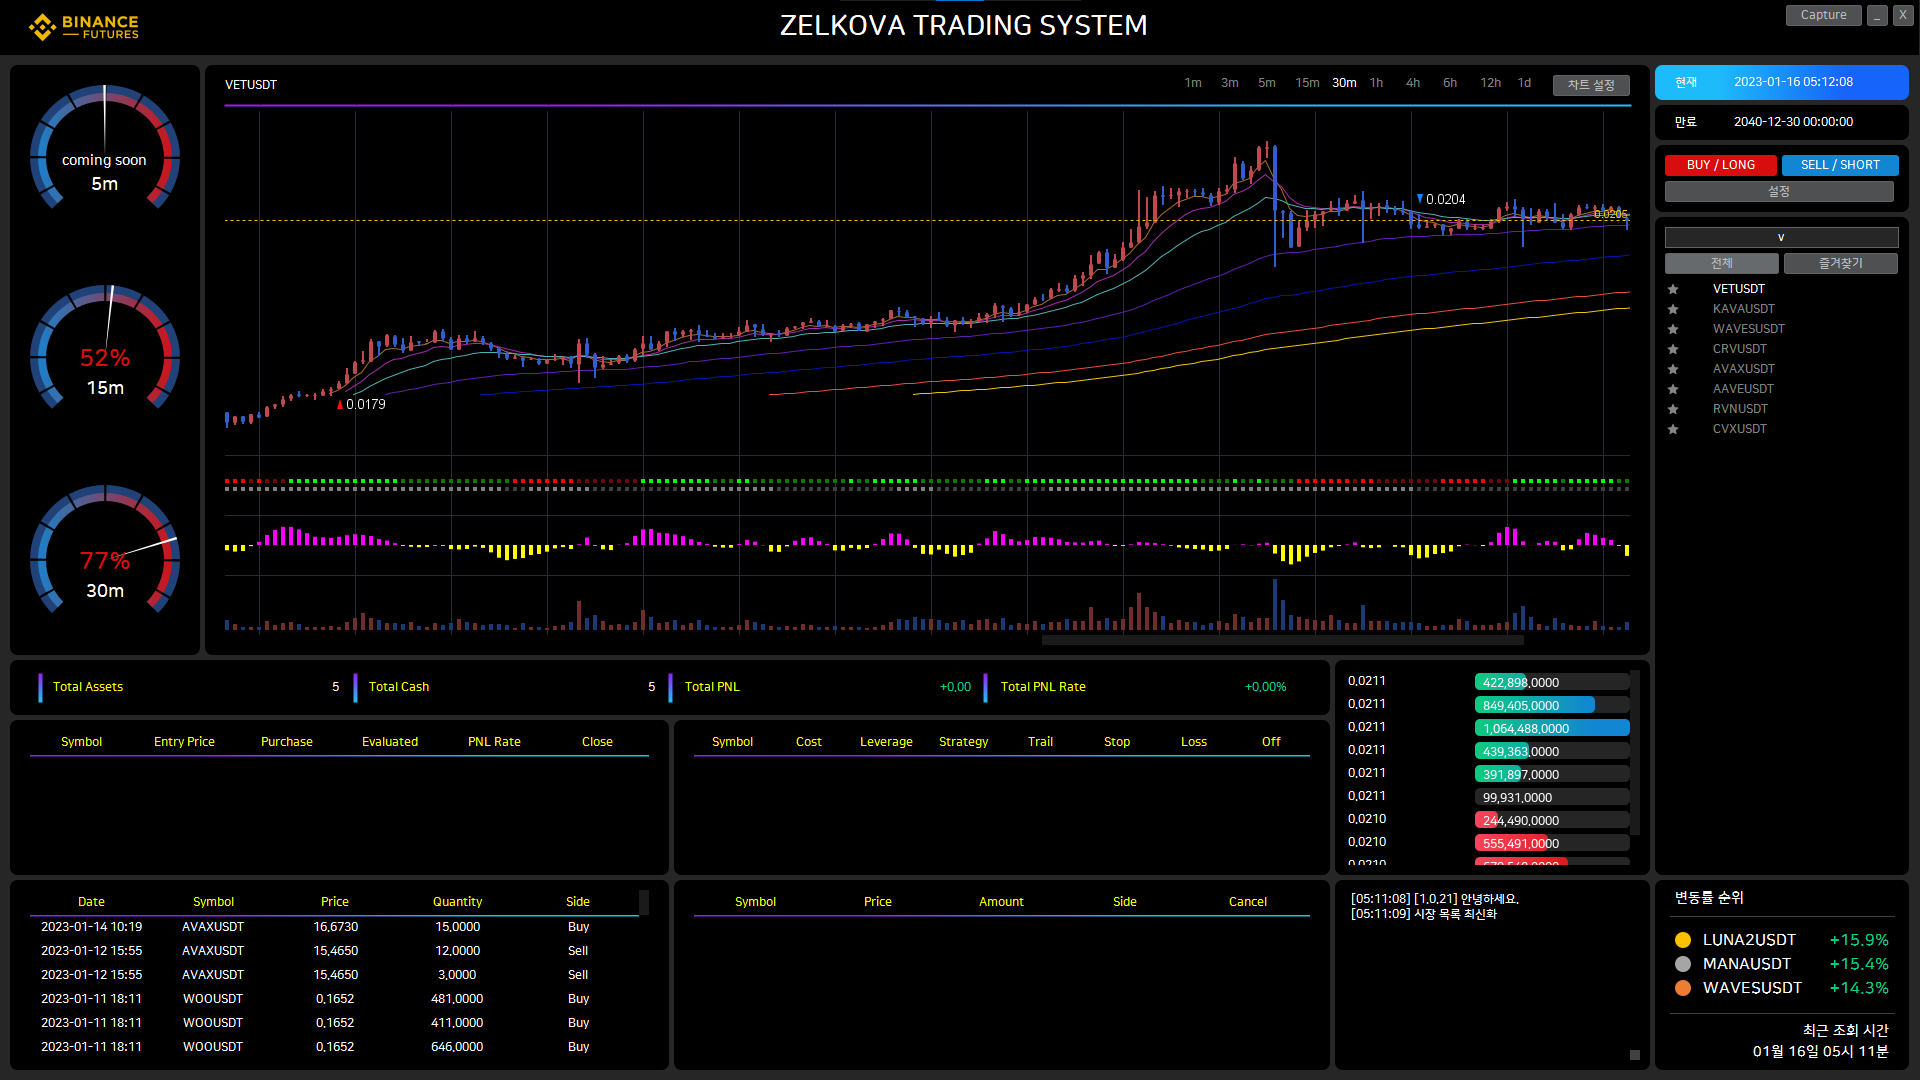 BINANCE
FUTURES
ZELKOVA TRADING SYSTEM
Capture _ X
coming soon
5m
52%
15m
77%
30m
VETUSDT
1m 3m 5m 15m 30m 1h 4h 6h 12h 1d 차트 설정
0.0204
0.0205
0.0179
현재 2023-01-16 05:12:08
만료 2040-12-30 00:00:00
BUY / LONG SELL / SHORT
설정
v
전체 즐겨찾기
VETUSDT
KAVAUSDT
WAVESUSDT
CRVUSDT
AVAXUSDT
AAVEUSDT
RVNUSDT
CVXUSDT
Total Assets 5 Total Cash 5 Total PNL +0.00 Total PNL Rate +0.00%
Symbol Entry Price Purchase Evaluated PNL Rate Close
Symbol Cost Leverage Strategy Trail Stop Loss Off
0.0211 422,898.0000
0.0211 849,405.0000
0.0211 1,064,488.0000
0.0211 439,363.0000
0.0211 391,897.0000
0.0211 99,931.0000
0.0210 244,490.0000
0.0210 555,491.0000
0.0210
Date Symbol Price Quantity Side
2023-01-14 10:19 AVAXUSDT 16.6730 15.0000 Buy
2023-01-12 15:55 AVAXUSDT 15.4650 12.0000 Sell
2023-01-12 15:55 AVAXUSDT 15.4650 3.0000 Sell
2023-01-11 18:11 WOOUSDT 0.1652 481.0000 Buy
2023-01-11 18:11 WOOUSDT 0.1652 411.0000 Buy
2023-01-11 18:11 WOOUSDT 0.1652 646.0000 Buy
Symbol Price Amount Side Cancel
[05:11:08] [1.0.21] 안녕하세요.
[05:11:09] 시장 목록 최신화
변동률 순위
LUNA2USDT +15.9%
MANAUSDT +15.4%
WAVESUSDT +14.3%
최근 조회 시간
01월 16일 05시 11분